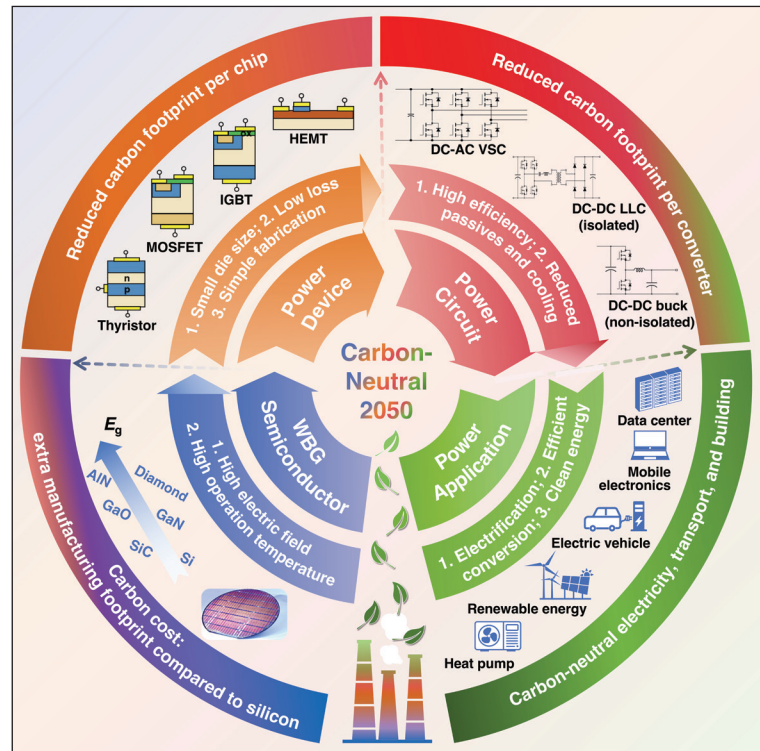 Reduced carbon footprint per chip
Reduced carbon footprint per converter
HEMT
IGBT
MOSFET
n
p
Thyristor
DC-AC VSC
DC-DC LLC
(isolated)
DC-DC buck
(non-isolated)
1. Small die size; 2. Low loss
3. Simple fabrication
Power
Device
1. High efficiency; 2. Reduced
passives and cooling
Power
Circuit
Carbon-
Neutral
2050
WBG
Semiconductor
1. High electric field
2. High operation temperature
Power
Application
1. Electrification; 2. Efficient
conversion; 3. Clean energy
Eg
Diamond
AlN
GaN
GaO
Si
SiC
Carbon cost:
extra manufacturing footprint compared to silicon
Data center
Mobile
electronics
Electric vehicle
Renewable energy
Heat pump
Carbon-neutral electricity, transport, and building